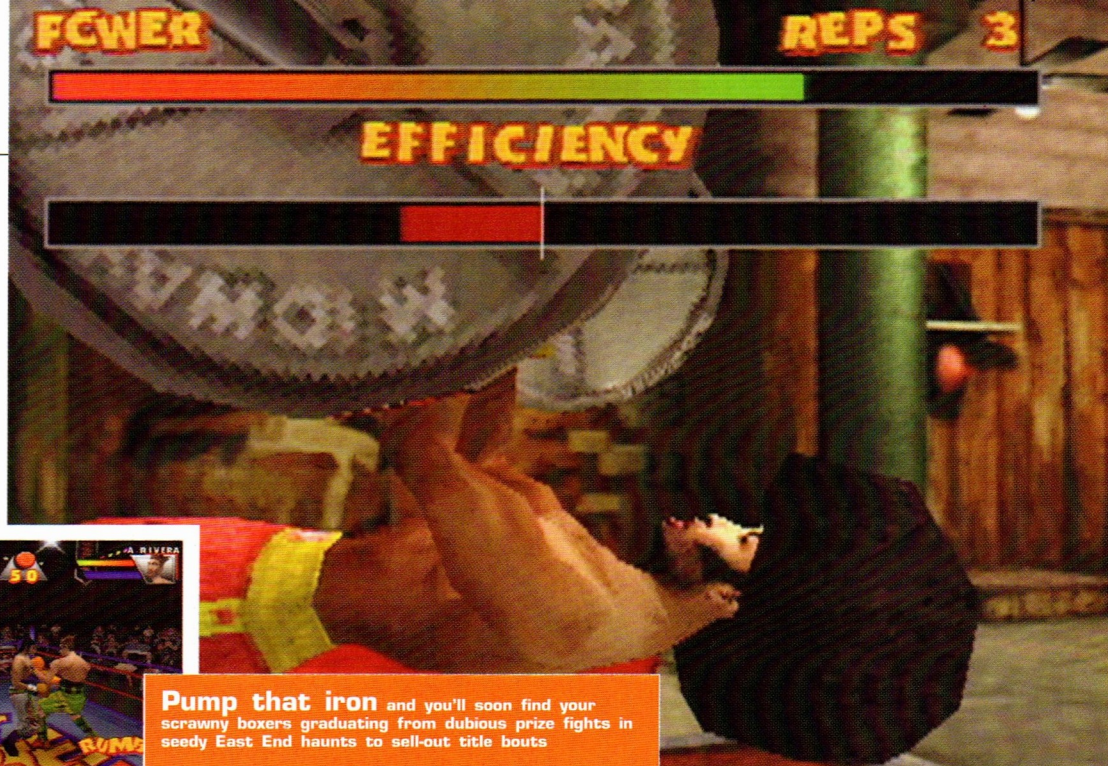 POWER REPS 3
EFFICIENCY
50
A RIVERA
Pump that iron and you'll soon find your
scrawny boxers graduating from dubious prize fights in
seedy East End haunts to sell-out title bouts